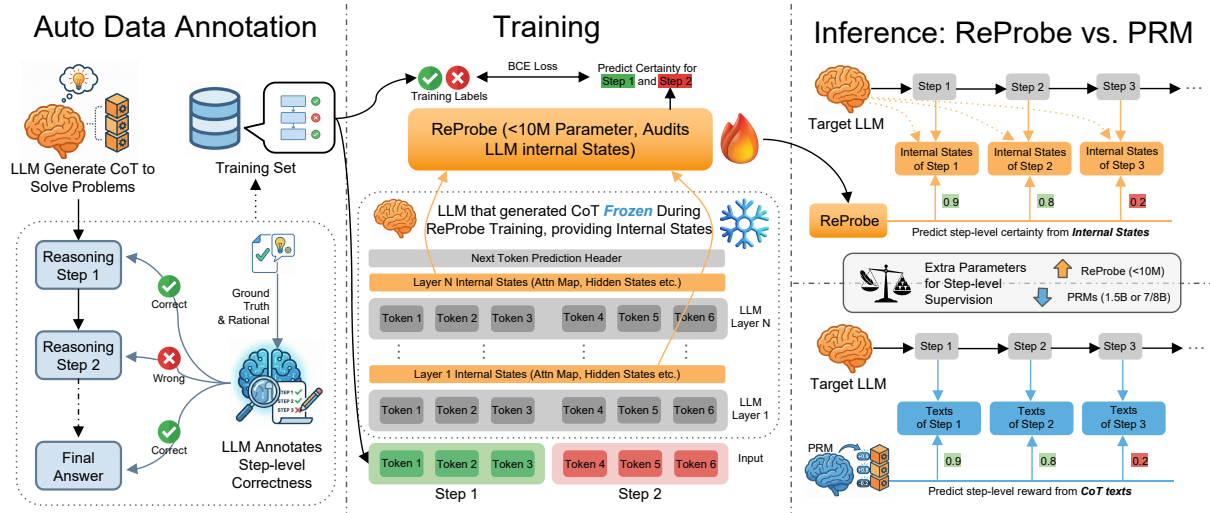 Auto Data Annotation
LLM Generate CoT to
Solve Problems
Training Set
Reasoning
Step 1
Reasoning
Step 2
Final
Answer
Correct
Wrong
Correct
Ground
Truth
& Rational
STEP 1
STEP 2
STEP 3
LLM Annotates
Step-level
Correctness
Training
Training Labels
BCE Loss
Predict Certainty for
Step 1 and Step 2
ReProbe (<10M Parameter, Audits
LLM internal States)
LLM that generated CoT Frozen During
ReProbe Training, providing Internal States
Next Token Prediction Header
Layer N Internal States (Attn Map, Hidden States etc.)
Token 1 Token 2 Token 3 Token 4 Token 5 Token 6
LLM
Layer N
Layer 1 Internal States (Attn Map, Hidden States etc.)
Token 1 Token 2 Token 3 Token 4 Token 5 Token 6
LLM
Layer 1
Token 1 Token 2 Token 3 Token 4 Token 5 Token 6
Input
Step 1 Step 2
Inference: ReProbe vs. PRM
Target LLM
Step 1 Step 2 Step 3
Internal States
of Step 1
Internal States
of Step 2
Internal States
of Step 3
0.9 0.8 0.2
ReProbe
Predict step-level certainty from Internal States
Extra Parameters
for Step-level
Supervision
ReProbe (<10M)
PRMs (1.5B or 7/8B)
Target LLM
Step 1 Step 2 Step 3
Texts
of Step 1
Texts
of Step 2
Texts
of Step 3
PRM
0.9 0.8 0.2
Predict step-level reward from CoT texts